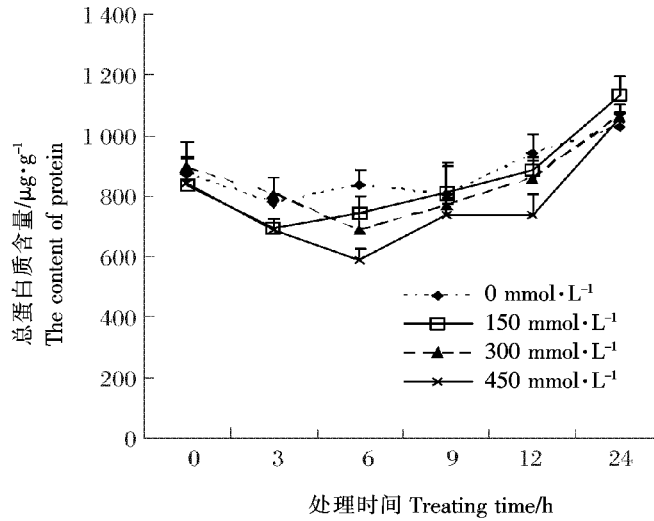 1 400
1 200
1 000
800
600
400
200
0
总蛋白质含量/μg·g⁻¹
The content of protein
0 mmol·L⁻¹
150 mmol·L⁻¹
300 mmol·L⁻¹
450 mmol·L⁻¹
0 3 6 9 12 24
处理时间 Treating time/h